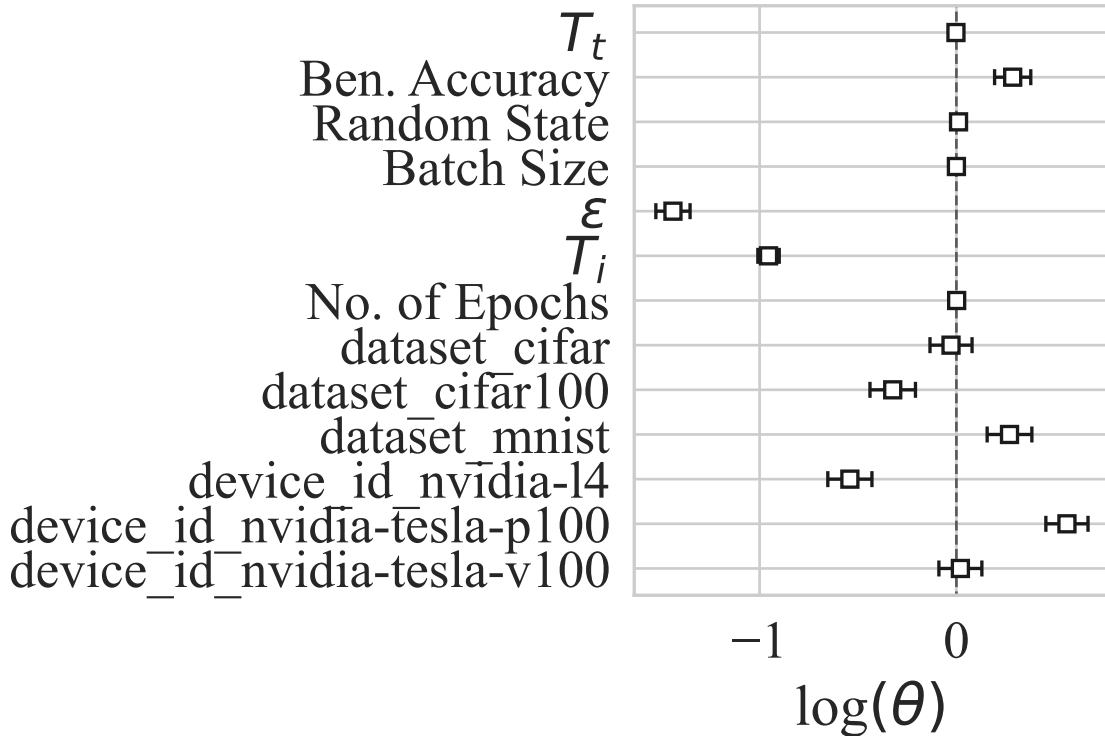 T_t
Ben. Accuracy
Random State
Batch Size
ε
T_i
No. of Epochs
dataset_cifar
dataset_cifar100
dataset_mnist
device_id_nvidia-l4
device_id_nvidia-tesla-p100
device_id_nvidia-tesla-v100
−1 0
log(θ)